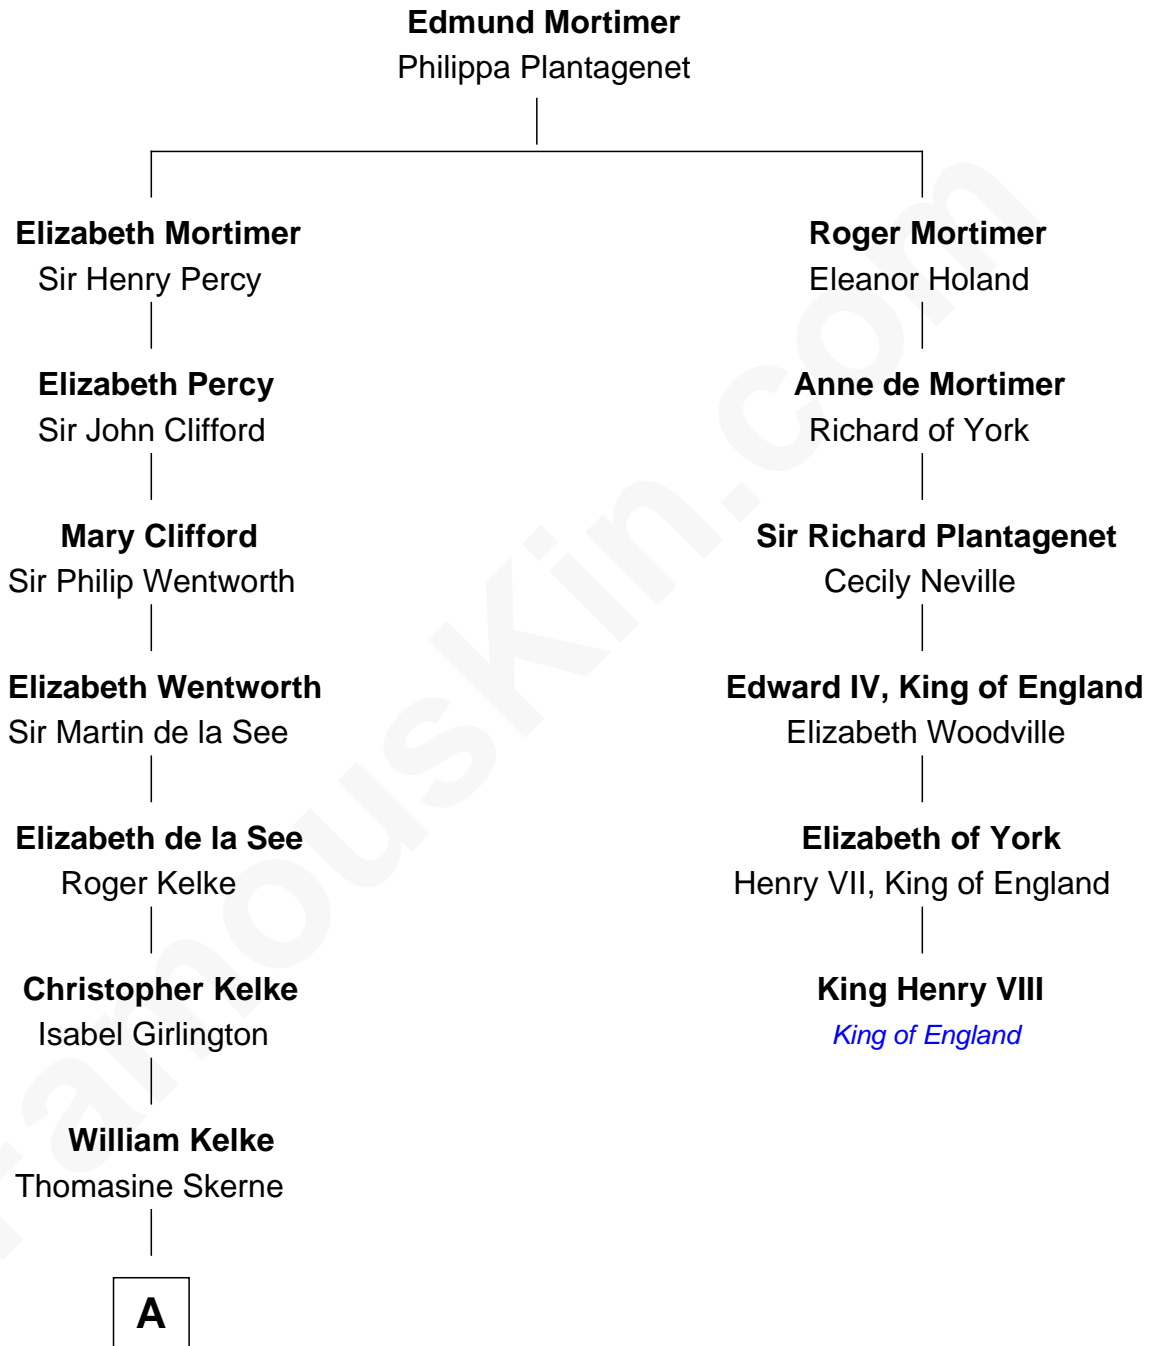 Edmund Mortimer
Philippa Plantagenet
Elizabeth Mortimer
Sir Henry Percy
Roger Mortimer
Eleanor Holand
Elizabeth Percy
Sir John Clifford
Anne de Mortimer
Richard of York
Mary Clifford
Sir Philip Wentworth
Sir Richard Plantagenet
Cecily Neville
Elizabeth Wentworth
Sir Martin de la See
Edward IV, King of England
Elizabeth Woodville
Elizabeth de la See
Roger Kelke
Elizabeth of York
Henry VII, King of England
Christopher Kelke
Isabel Girlington
King Henry VIII
King of England
William Kelke
Thomasine Skerne
A
FamousKin.com